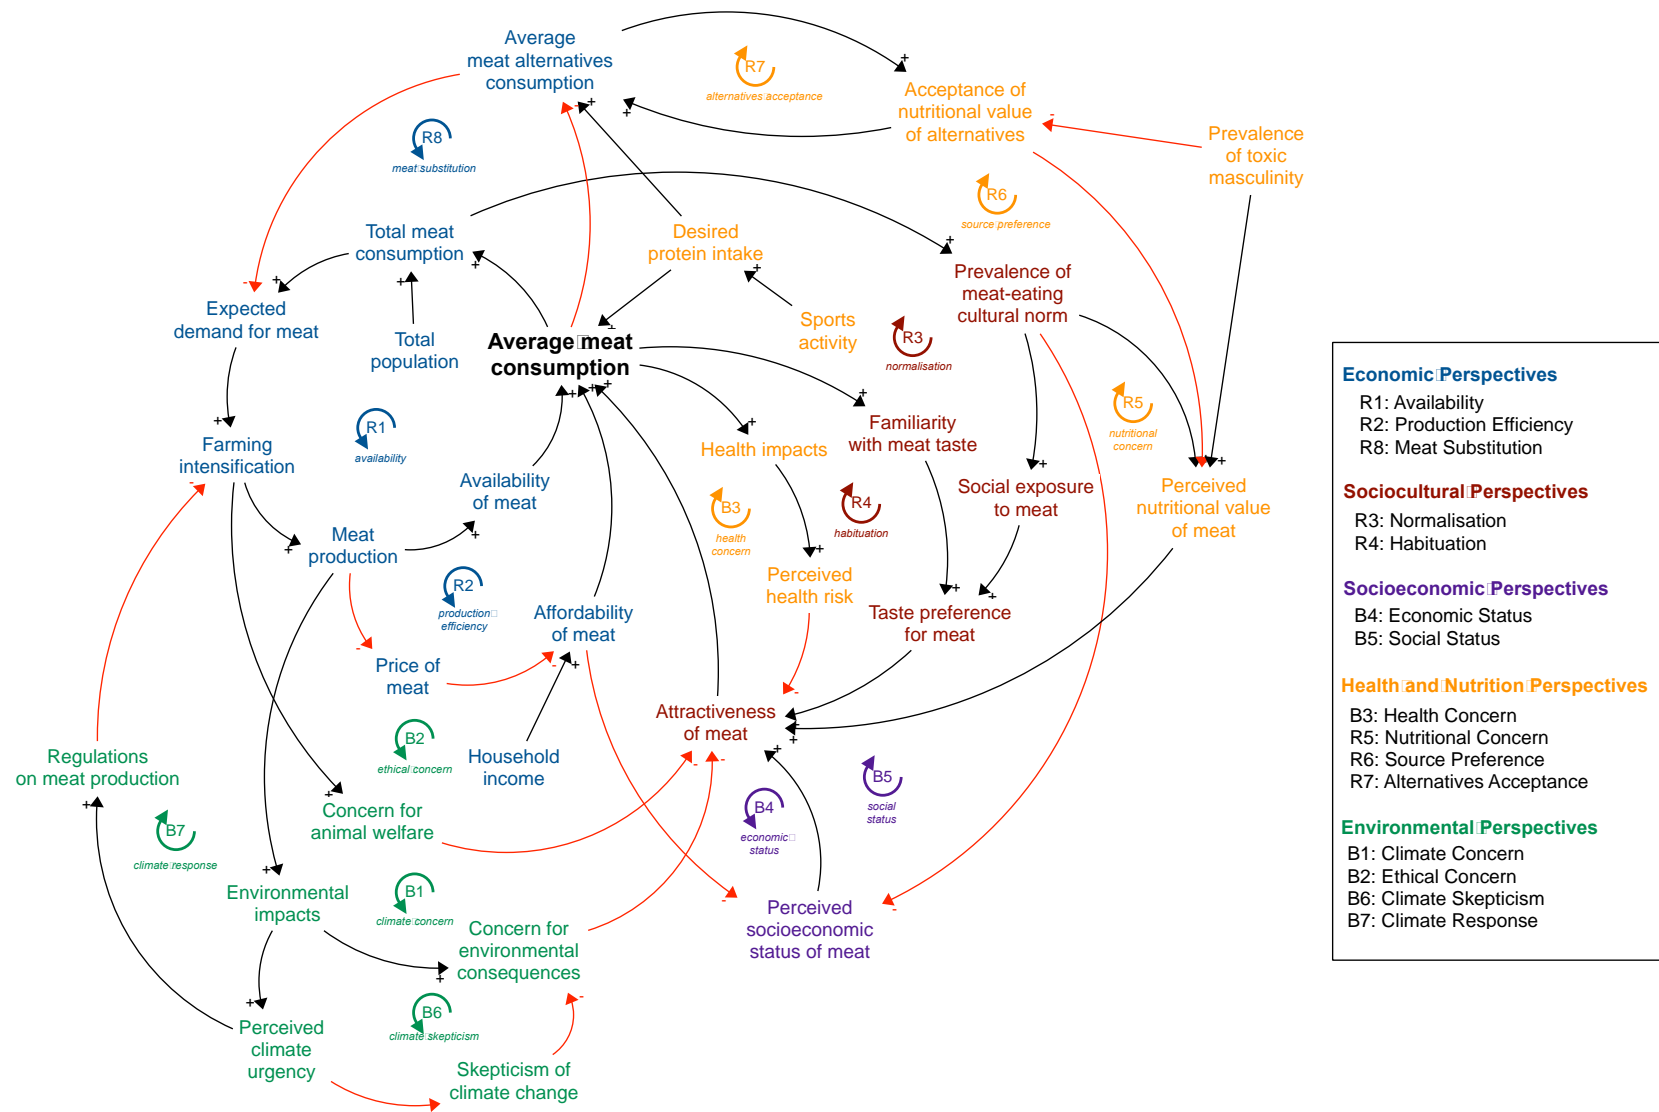 Average
meat alternatives
consumption
R7
alternatives acceptance
Acceptance of
nutritional value
of alternatives
Prevalence
of toxic
masculinity
R8
meat substitution
R6
source preference
Total meat
consumption
Desired
protein intake
Prevalence of
meat-eating
cultural norm
Expected
demand for meat
Total
population
Sports
activity
Average meat
consumption
R3
normalisation
R1
availability
R5
nutritional
concern
Farming
intensification
Availability
of meat
Health impacts
Familiarity
with meat taste
Social exposure
to meat
Perceived
nutritional value
of meat
B3
health
concern
R4
habituation
Meat
production
R2
production
efficiency
Affordability
of meat
Perceived
health risk
Taste preference
for meat
Price of
meat
Attractiveness
of meat
Regulations
on meat production
B2
ethical concern
Household
income
Concern for
animal welfare
B4
economic
status
B5
social
status
B7
climate response
Environmental
impacts
B1
climate concern
Concern for
environmental
consequences
Perceived
socioeconomic
status of meat
Perceived
climate
urgency
B6
climate skepticism
Skepticism of
climate change
Economic Perspectives
R1: Availability
R2: Production Efficiency
R8: Meat Substitution
Sociocultural Perspectives
R3: Normalisation
R4: Habituation
Socioeconomic Perspectives
B4: Economic Status
B5: Social Status
Health and Nutrition Perspectives
B3: Health Concern
R5: Nutritional Concern
R6: Source Preference
R7: Alternatives Acceptance
Environmental Perspectives
B1: Climate Concern
B2: Ethical Concern
B6: Climate Skepticism
B7: Climate Response